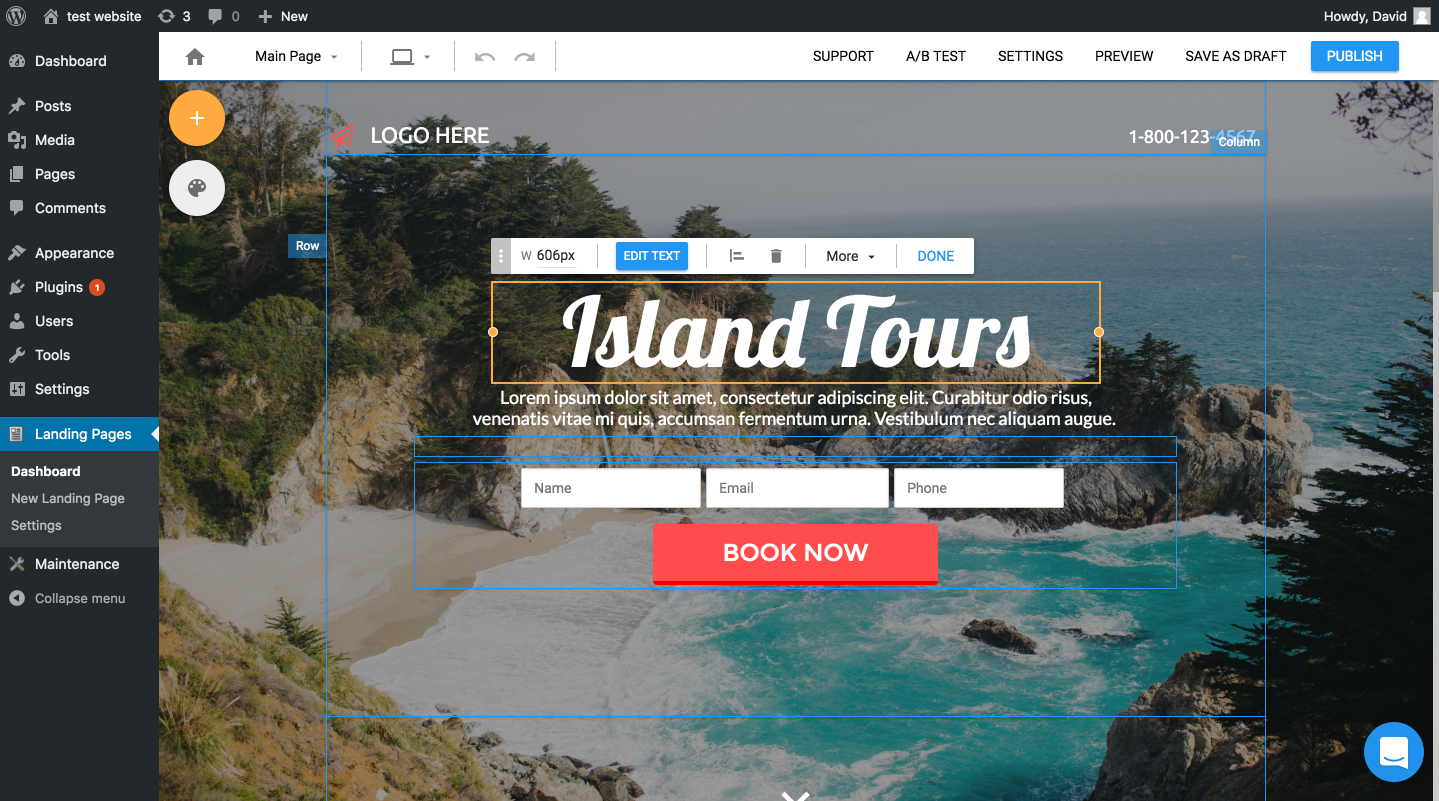 test website 3 0 New Howdy, David
Dashboard
Posts
Media
Pages
Comments
Appearance
Plugins 1
Users
Tools
Settings
Landing Pages
Dashboard
New Landing Page
Settings
Maintenance
Collapse menu
Main Page SUPPORT A/B TEST SETTINGS PREVIEW SAVE AS DRAFT PUBLISH
LOGO HERE 1-800-123-4567
Column
Row
W 606px EDIT TEXT More DONE
Island Tours
Lorem ipsum dolor sit amet, consectetur adipiscing elit. Curabitur odio risus,
venenatis vitae mi quis, accumsan fermentum urna. Vestibulum nec aliquam augue.
Name Email Phone
BOOK NOW